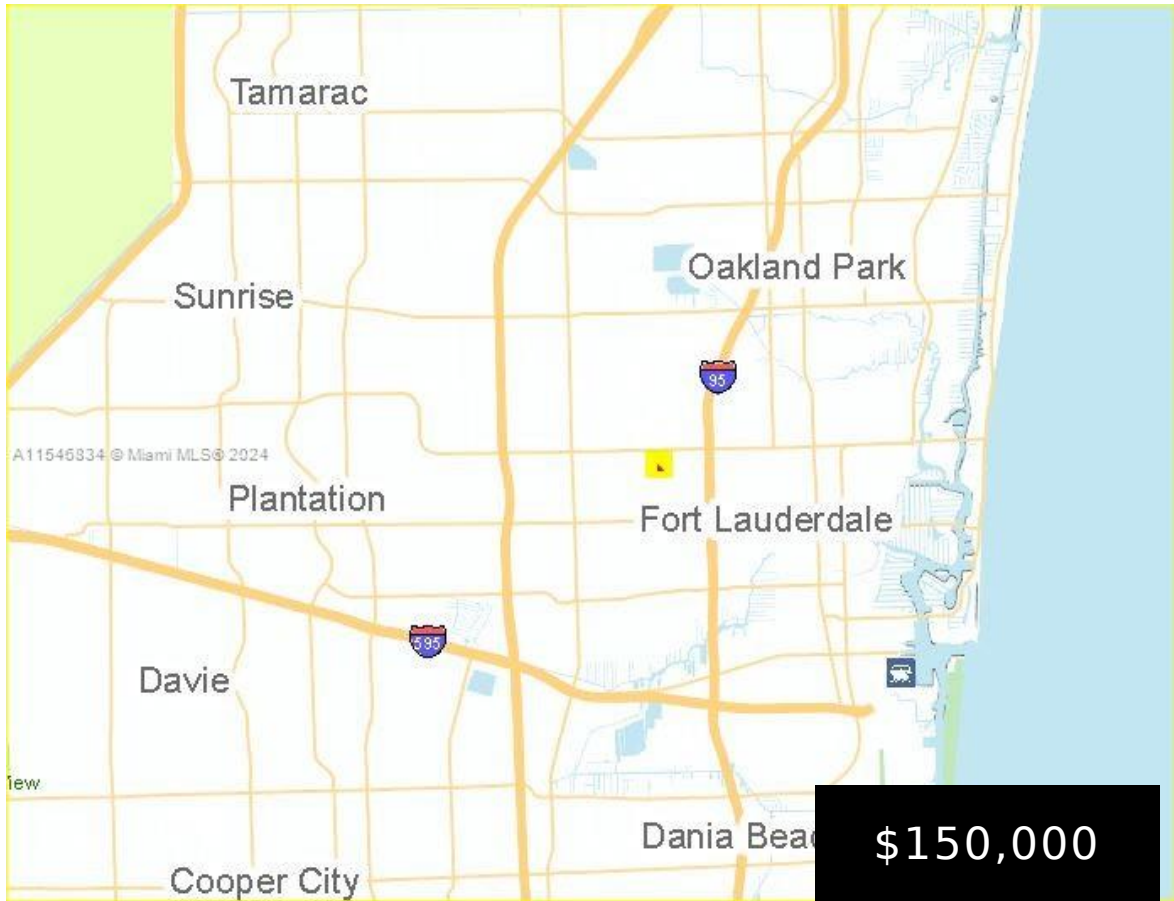 Tamarac
Oakland Park
Sunrise
95
A11546834 © Miami MLS® 2024
Plantation
Fort Lauderdale
595
Davie
iew
Dania Beac
$150,000
Cooper City